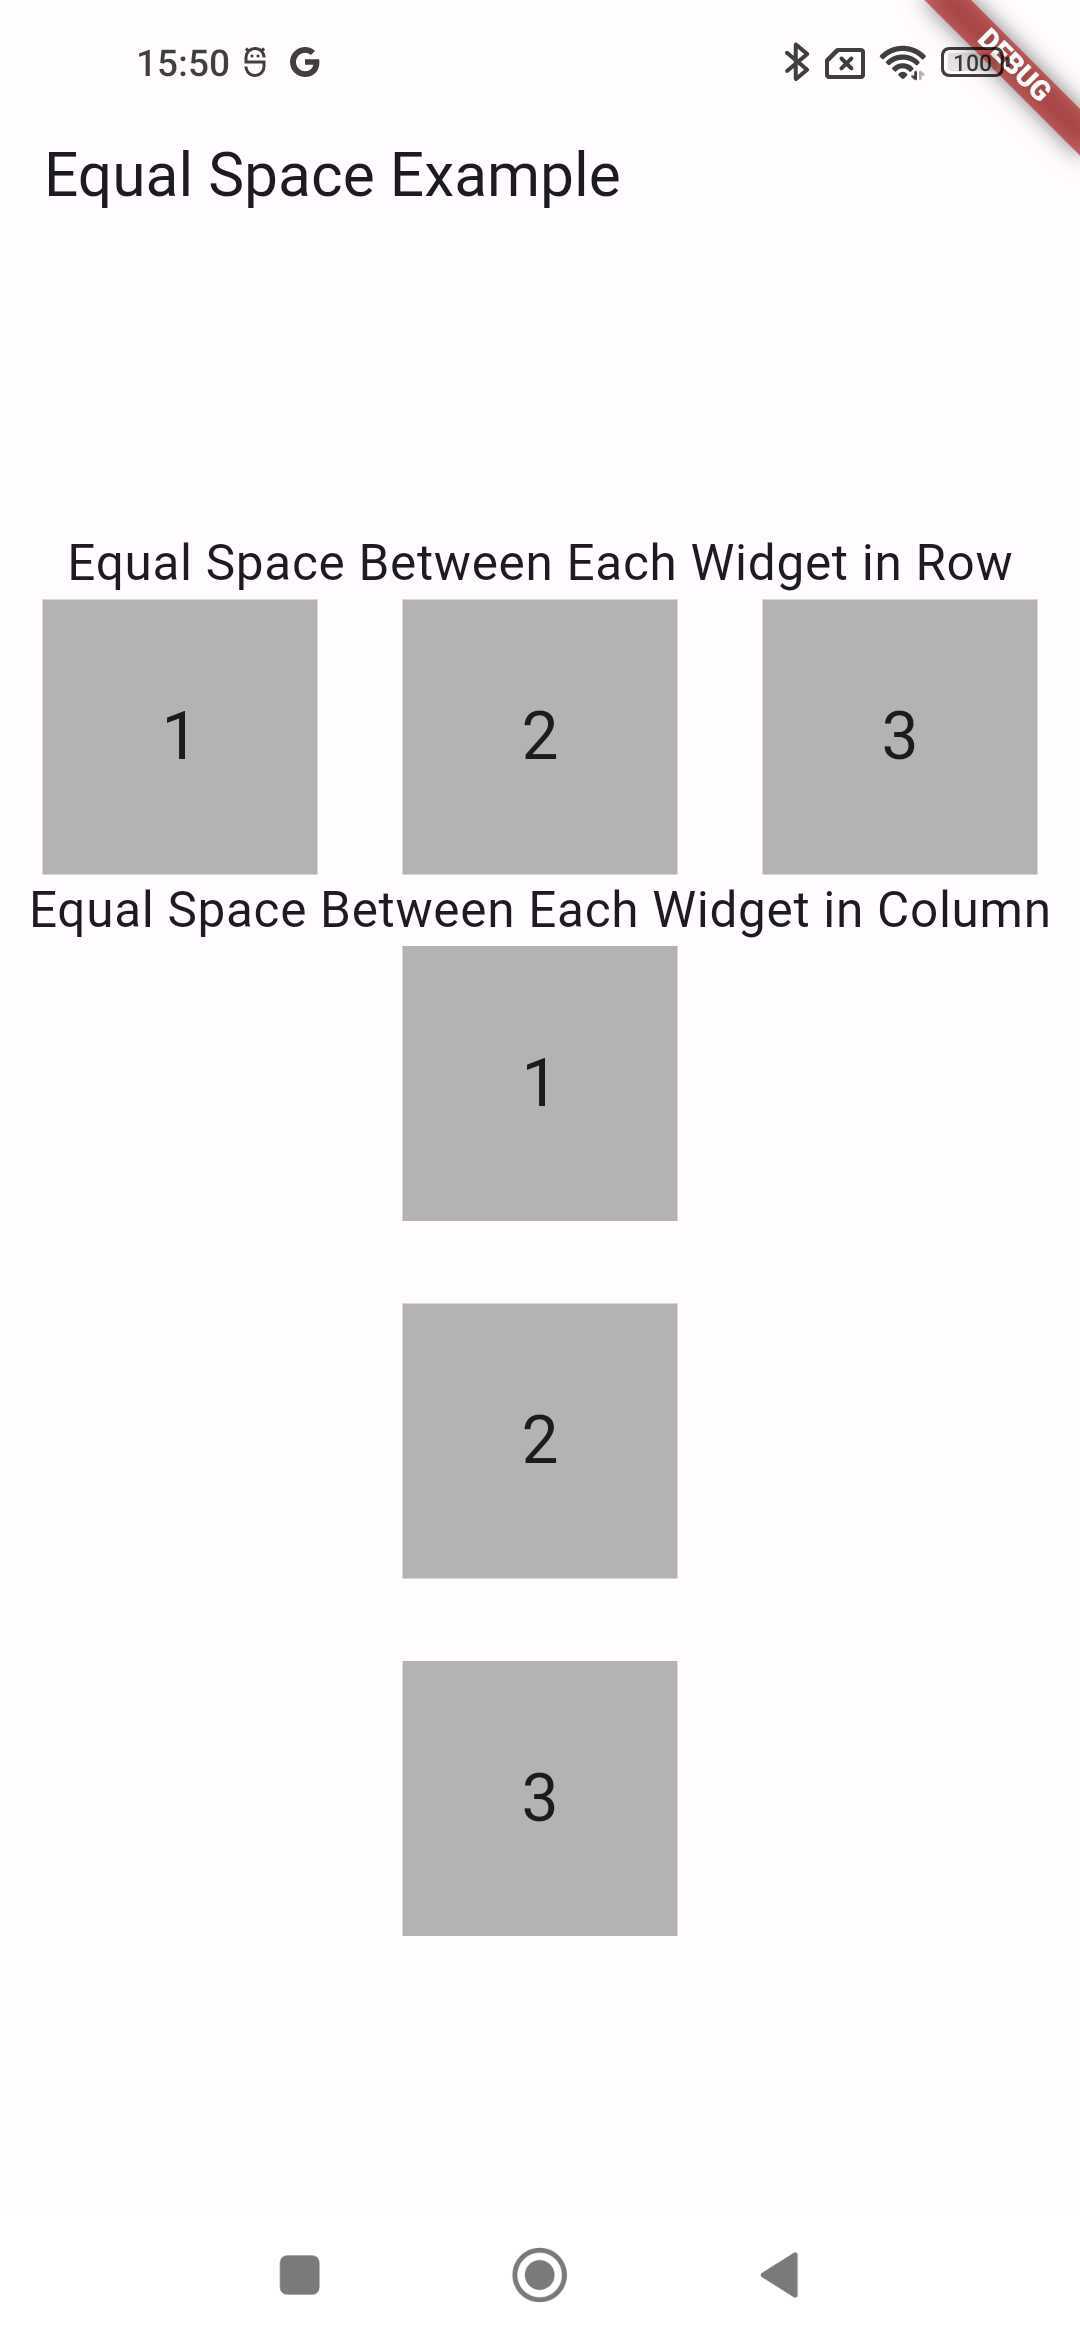 15:50 G 100
DEBUG
Equal Space Example
Equal Space Between Each Widget in Row
1 2 3
Equal Space Between Each Widget in Column
1
2
3